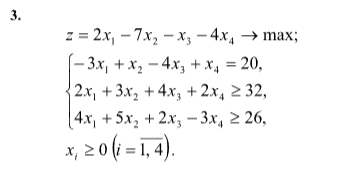 3.
z = 2x₁ − 7x₂ − x₃ − 4x₄ → max;
− 3x₁ + x₂ − 4x₃ + x₄ = 20,
2x₁ + 3x₂ + 4x₃ + 2x₄ ≥ 32,
4x₁ + 5x₂ + 2x₃ − 3x₄ ≥ 26,
xᵢ ≥ 0 (i = 1, 4).